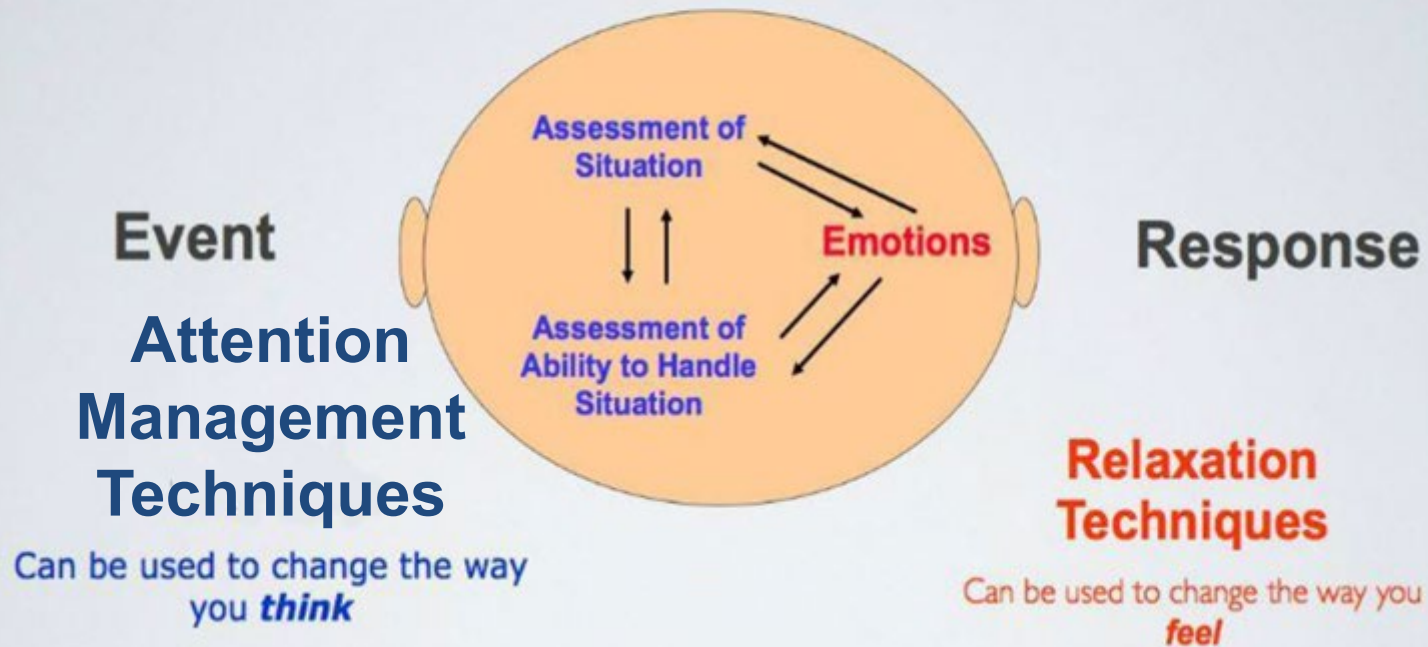 Event
Attention
Management
Techniques
Can be used to change the way
you think
Assessment of
Situation
Emotions
Assessment of
Ability to Handle
Situation
Response
Relaxation
Techniques
Can be used to change the way you
feel